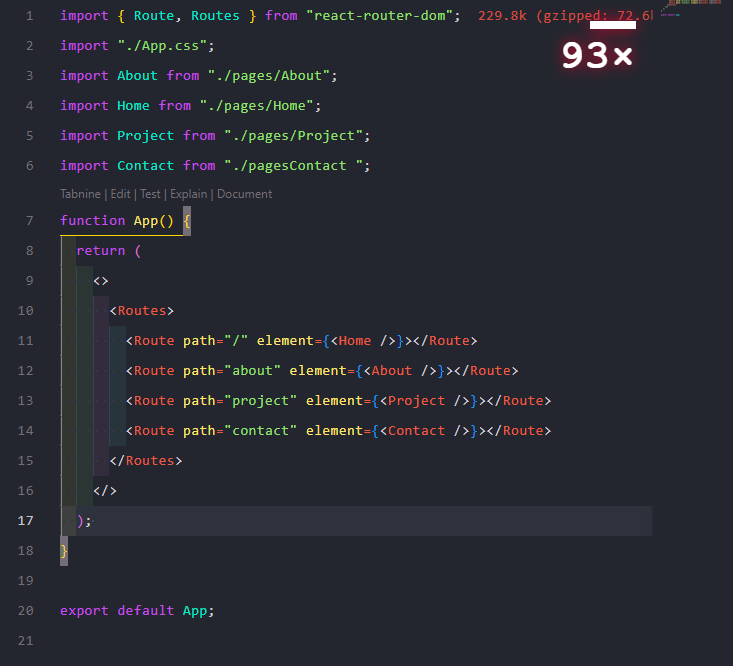 1 import { Route, Routes } from "react-router-dom"; 229.8k (gzipped: 72.6k
93×
2 import "./App.css";
3 import About from "./pages/About";
4 import Home from "./pages/Home";
5 import Project from "./pages/Project";
6 import Contact from "./pagesContact ";
Tabnine | Edit | Test | Explain | Document
7 function App() {
8 return (
9 <>
10 <Routes>
11 <Route path="/" element={<Home />}></Route>
12 <Route path="about" element={<About />}></Route>
13 <Route path="project" element={<Project />}></Route>
14 <Route path="contact" element={<Contact />}></Route>
15 </Routes>
16 </>
17 );
18 }
19
20 export default App;
21